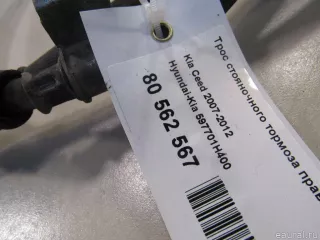 Трос стояночного тормоза прав
Kia Ceed 2007-2012
Hyundai-Kia 597701H400
80 562 567